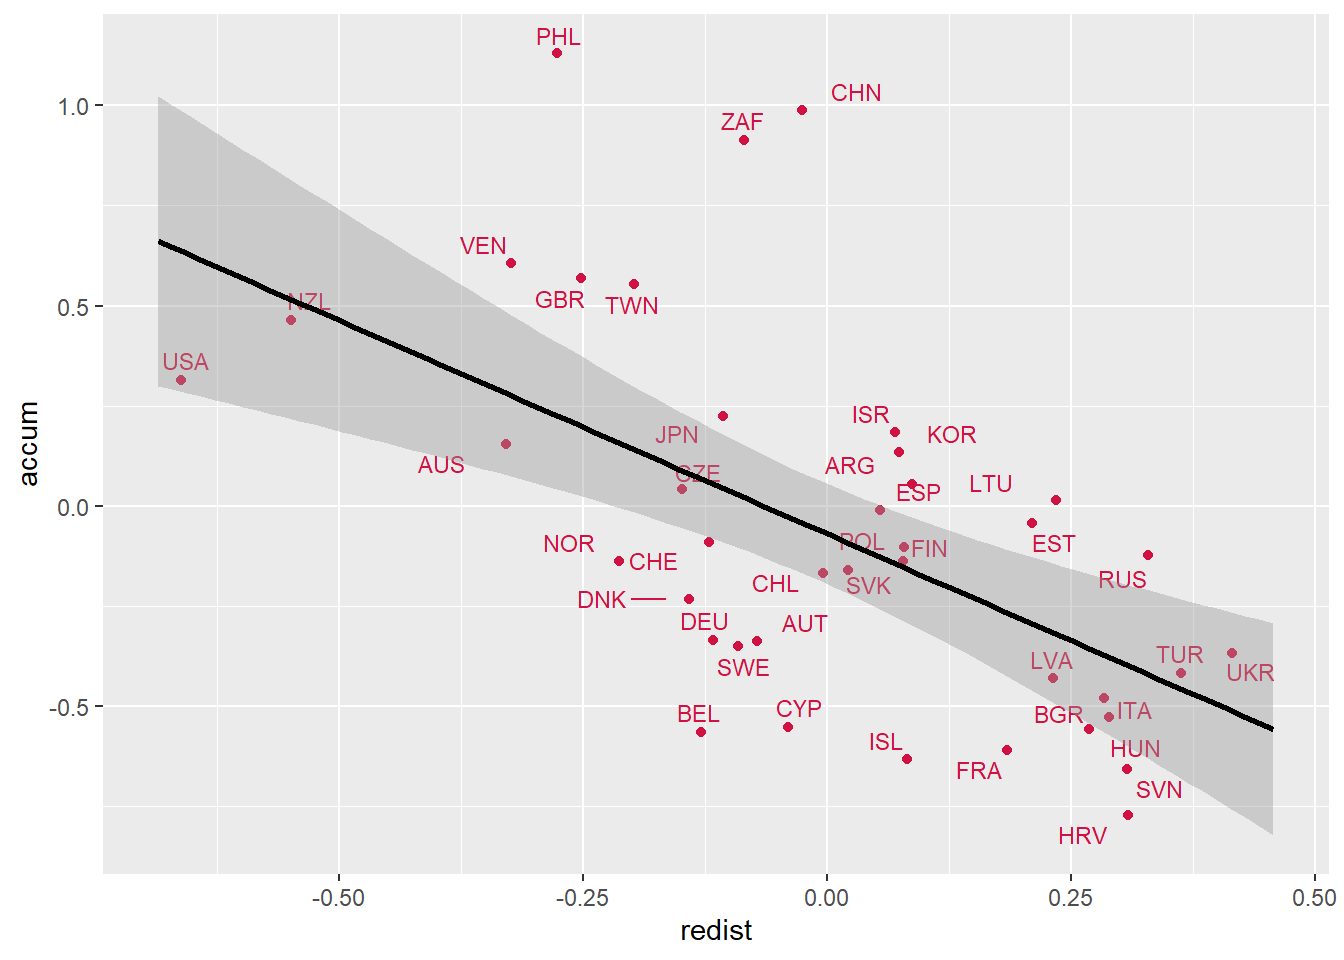 PHL
CHN
1.0
ZAF
VEN
GBR
TWN
NZL
0.5
USA
ISR
KOR
JPN
accum
AUS
ARG
CZE
LTU
ESP
0.0
NOR
POL
FIN
EST
CHE
RUS
CHL
SVK
DNK
DEU
AUT
SWE
LVA
TUR
UKR
-0.5
BEL
CYP
BGR
ITA
ISL
HUN
FRA
SVN
HRV
-0.50
-0.25
0.00
0.25
0.50
redist